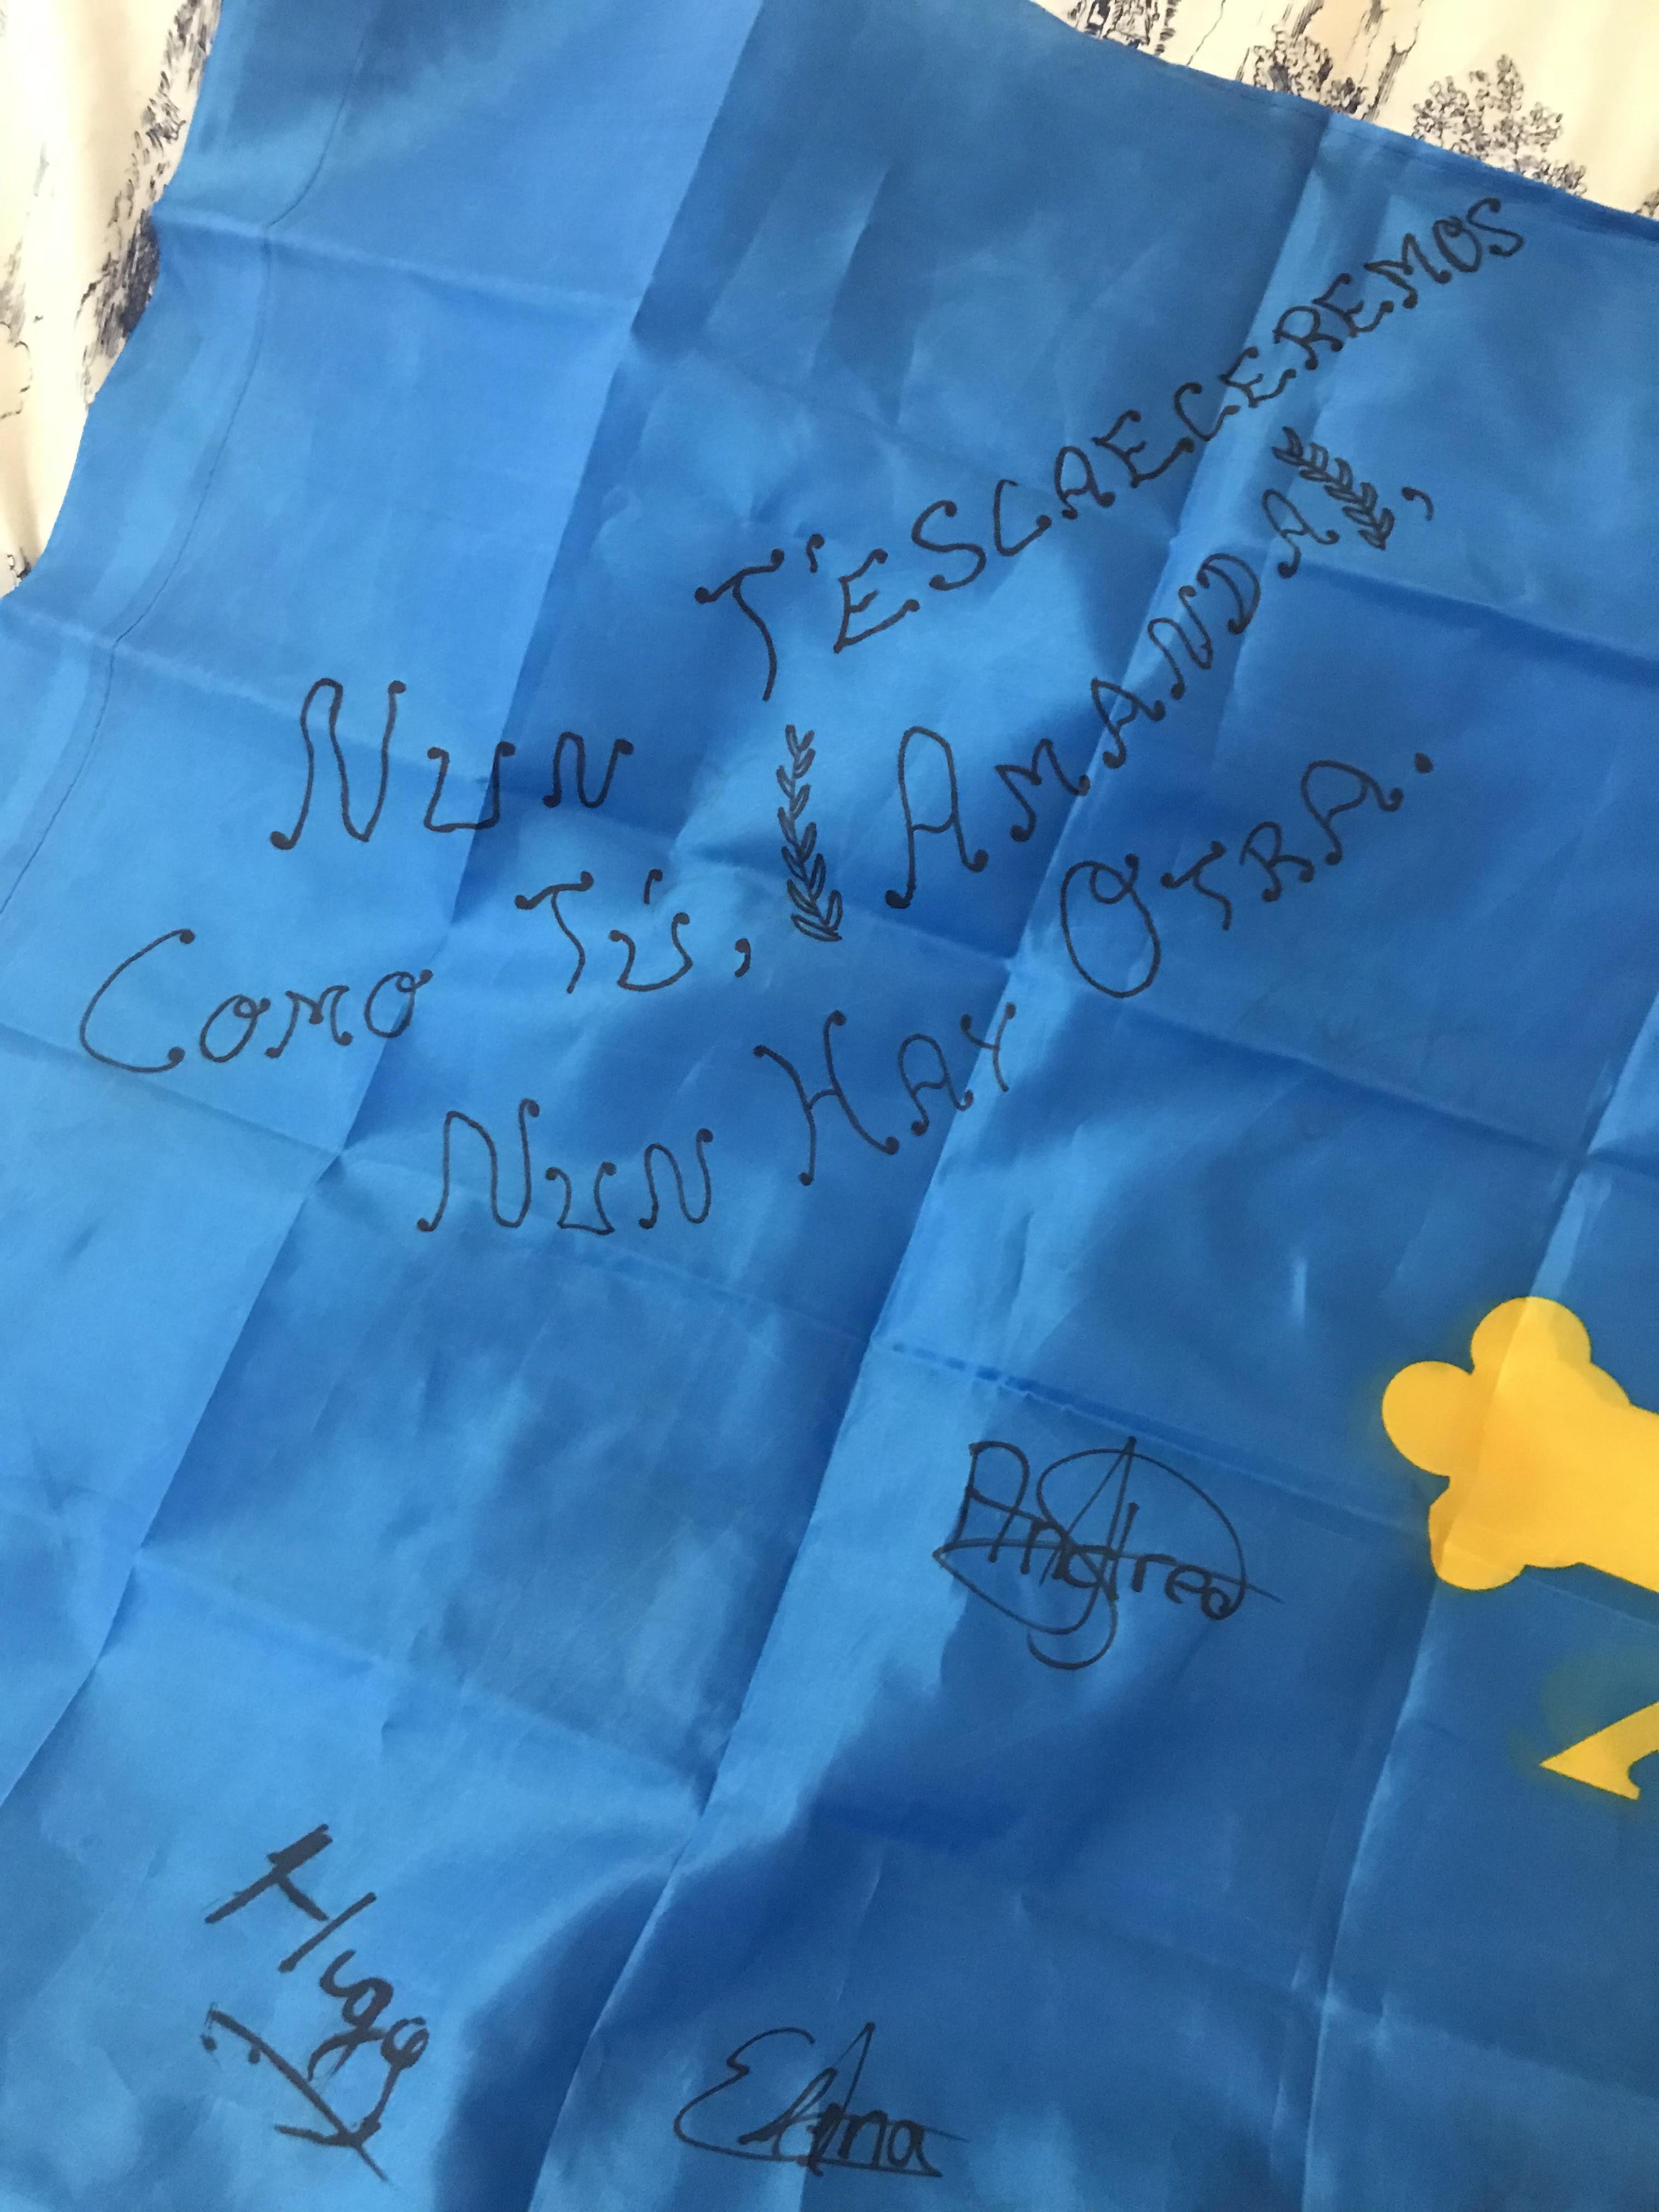 NUN T'ESCAECEREMOS
COMO TÚ, AMANDA,
NUN HAY OTRA.
Andrea
Hugo
Elena